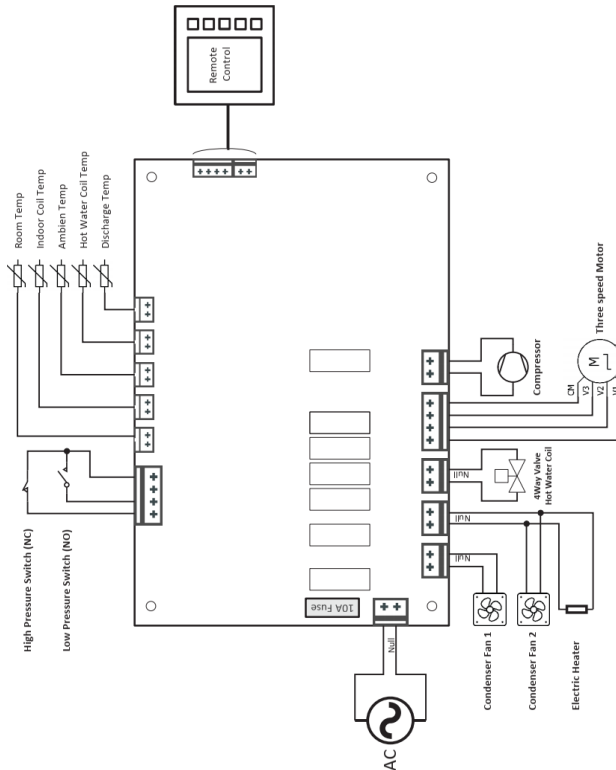 Remote
Control
Room Temp
Indoor Coil Temp
Ambien Temp
Hot Water Coil Temp
Discharge Temp
High Pressure Switch (NC)
Low Pressure Switch (NO)
10A Fuse
Null
AC
Null
Null
Null
Condenser Fan 1
Condenser Fan 2
Electric Heater
4Way Valve
Hot Water Coil
Compressor
Three speed Motor
M
CM
V3
V2
V1